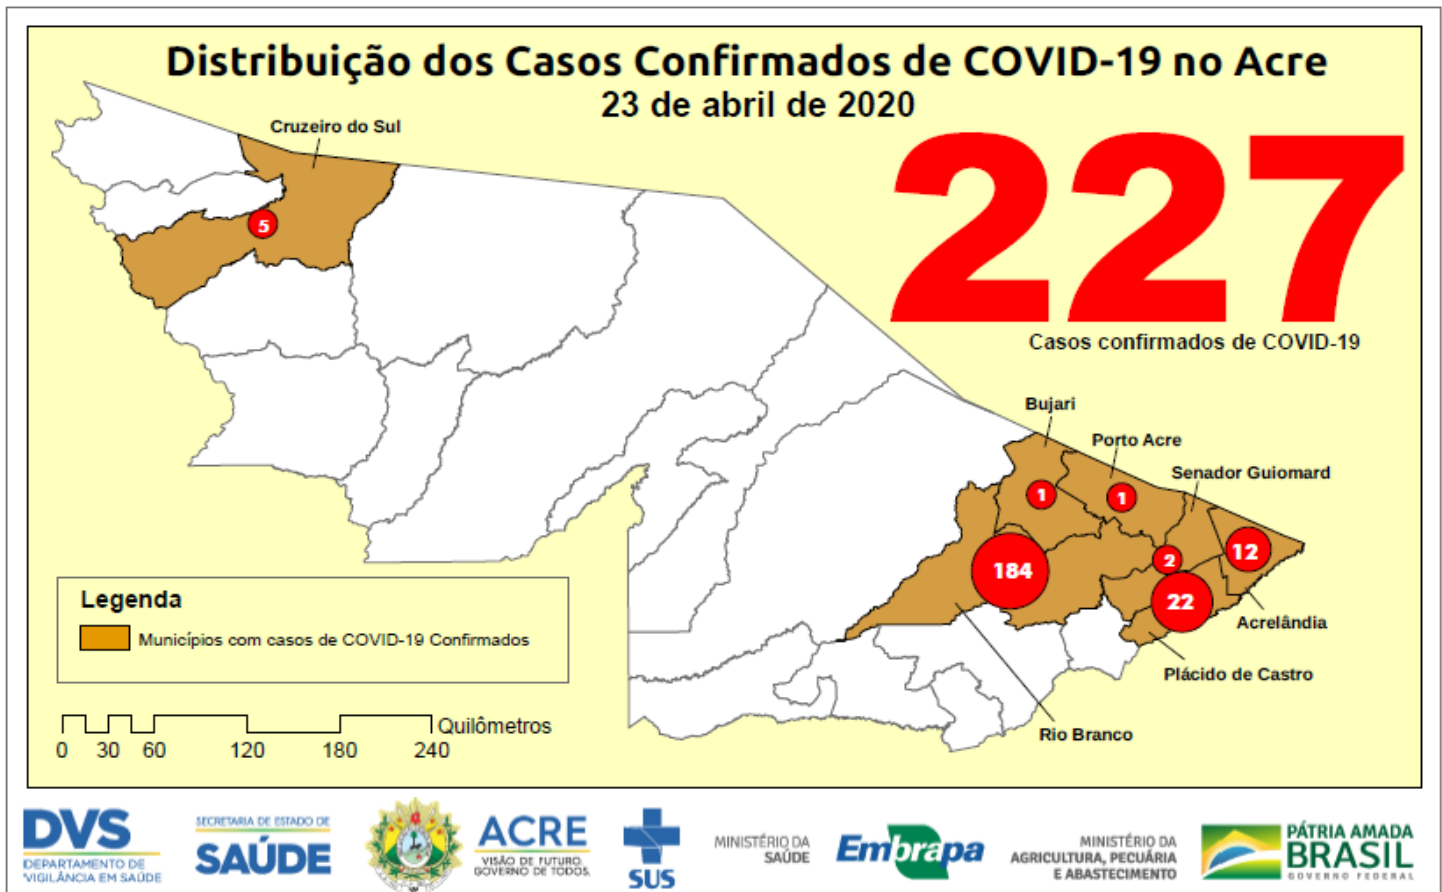 Distribuição dos Casos Confirmados de COVID-19 no Acre
23 de abril de 2020
227
Casos confirmados de COVID-19
Cruzeiro do Sul
5
Bujari
Porto Acre
Senador Guiomard
1
1
2
12
184
22
Acrelândia
Plácido de Castro
Rio Branco
Legenda
Municípios com casos de COVID-19 Confirmados
Quilômetros
0 30 60 120 180 240
DVS
DEPARTAMENTO DE
VIGILÂNCIA EM SAÚDE
SECRETARIA DE ESTADO DE
SAÚDE
ACRE
VISÃO DE FUTURO.
GOVERNO DE TODOS.
SUS
MINISTÉRIO DA
SAÚDE
Embrapa
MINISTÉRIO DA
AGRICULTURA, PECUÁRIA
E ABASTECIMENTO
PÁTRIA AMADA
BRASIL
GOVERNO FEDERAL